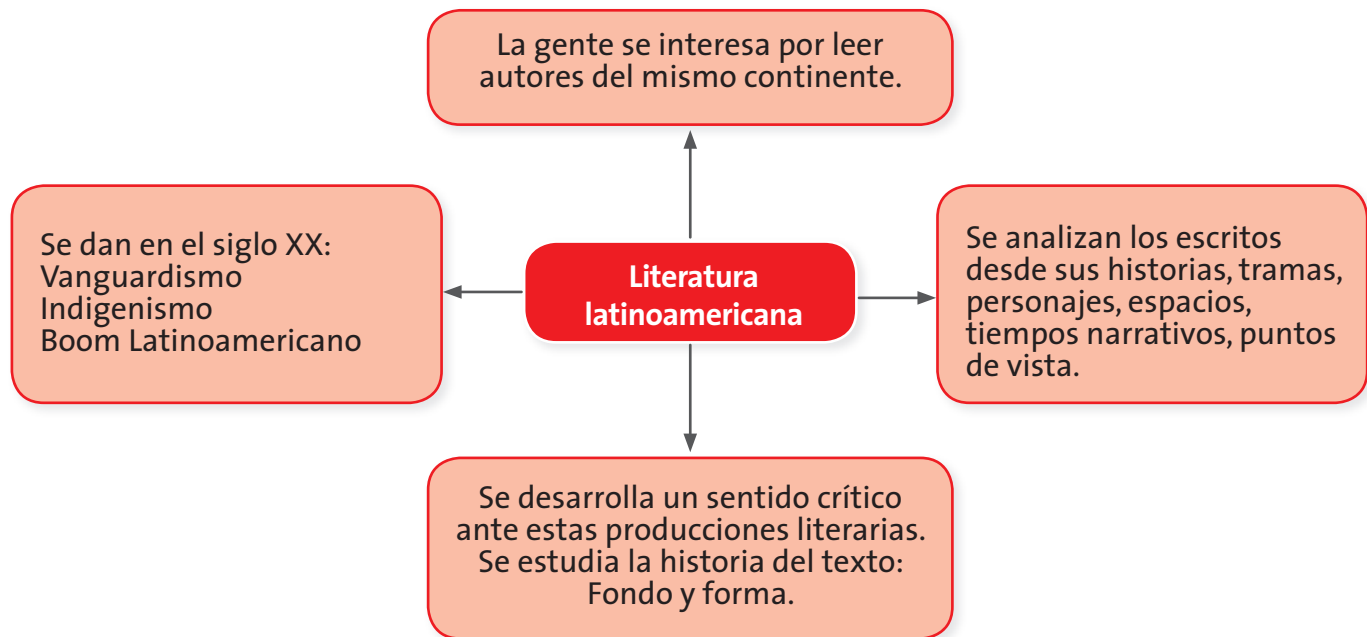 La gente se interesa por leer
autores del mismo continente.
Se dan en el siglo XX:
Vanguardismo
Indigenismo
Boom Latinoamericano
Literatura
latinoamericana
Se analizan los escritos
desde sus historias, tramas,
personajes, espacios,
tiempos narrativos, puntos
de vista.
Se desarrolla un sentido crítico
ante estas producciones literarias.
Se estudia la historia del texto:
Fondo y forma.